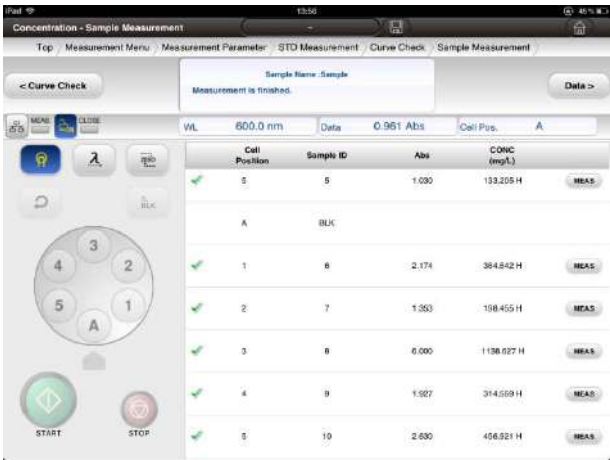 iPad 13:56 45%
Concentration - Sample Measurement -
Top Measurement Menu Measurement Parameter STD Measurement Curve Check Sample Measurement
< Curve Check
Sample Name :Sample
Measurement is finished.
Data >
MEAS CLOSE
WL 600.0 nm Data 0.961 Abs Cell Pos. A
Cell Position Sample ID Abs CONC (mg/L)
5 5 1.030 133.205 H MEAS
A BLK
1 6 2.174 384.842 H MEAS
2 7 1.353 198.455 H MEAS
3 8 6.000 1138.627 H MEAS
4 9 1.927 314.559 H MEAS
5 10 2.630 456.921 H MEAS
λ
BLK
3
4 2
5 1
A
START STOP